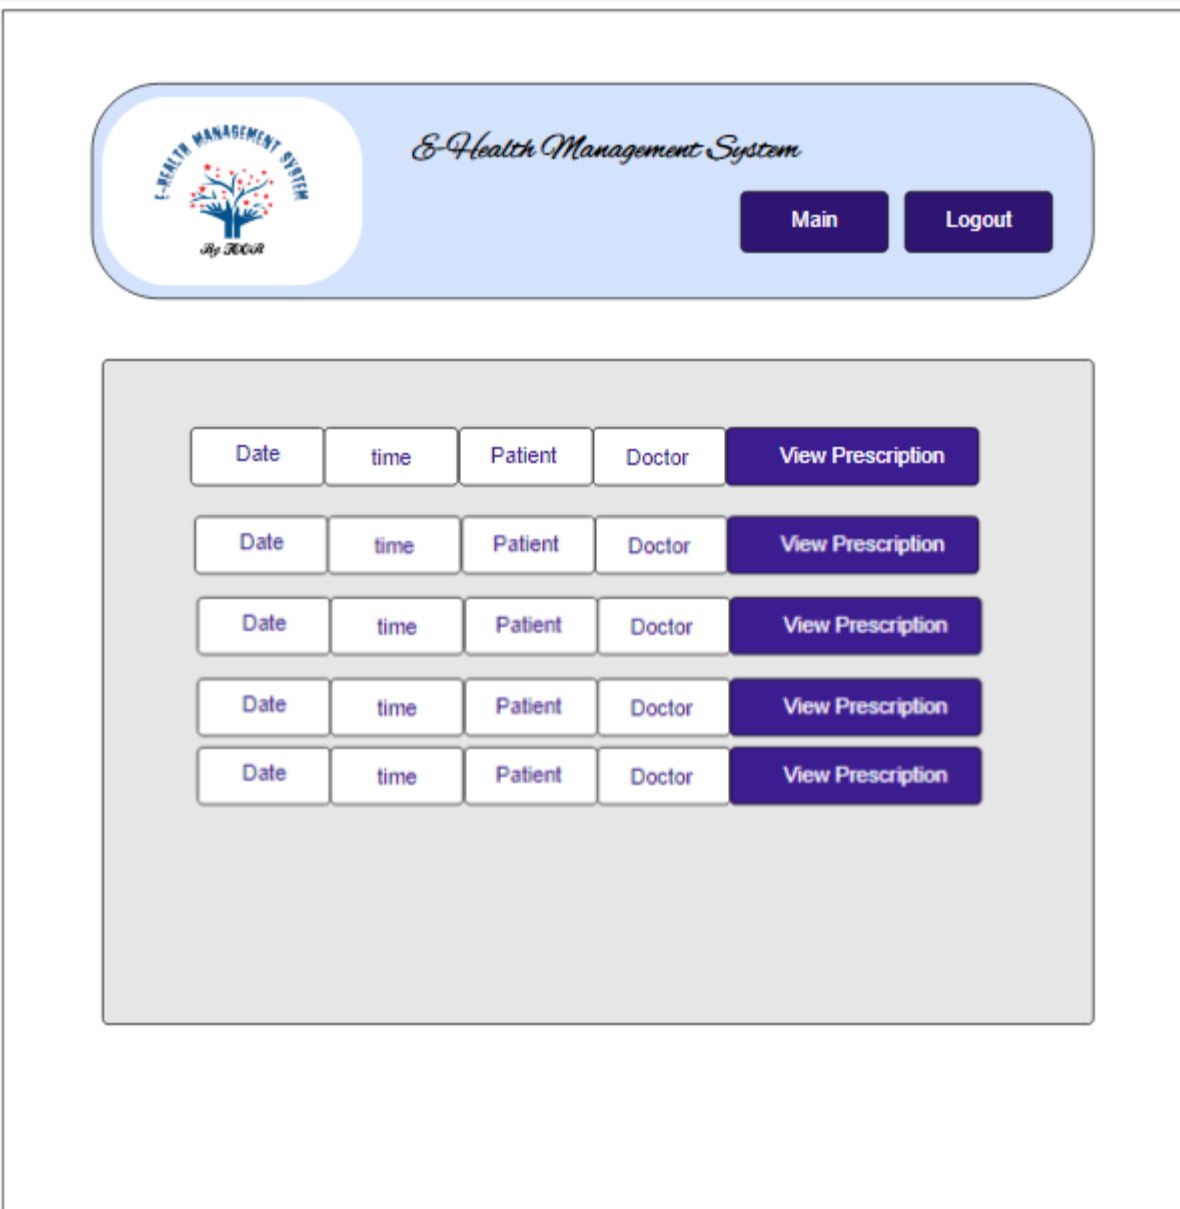 E-HEALTH MANAGEMENT SYSTEM
By
E-Health Management System
Main Logout
Date time Patient Doctor View Prescription
Date time Patient Doctor View Prescription
Date time Patient Doctor View Prescription
Date time Patient Doctor View Prescription
Date time Patient Doctor View Prescription